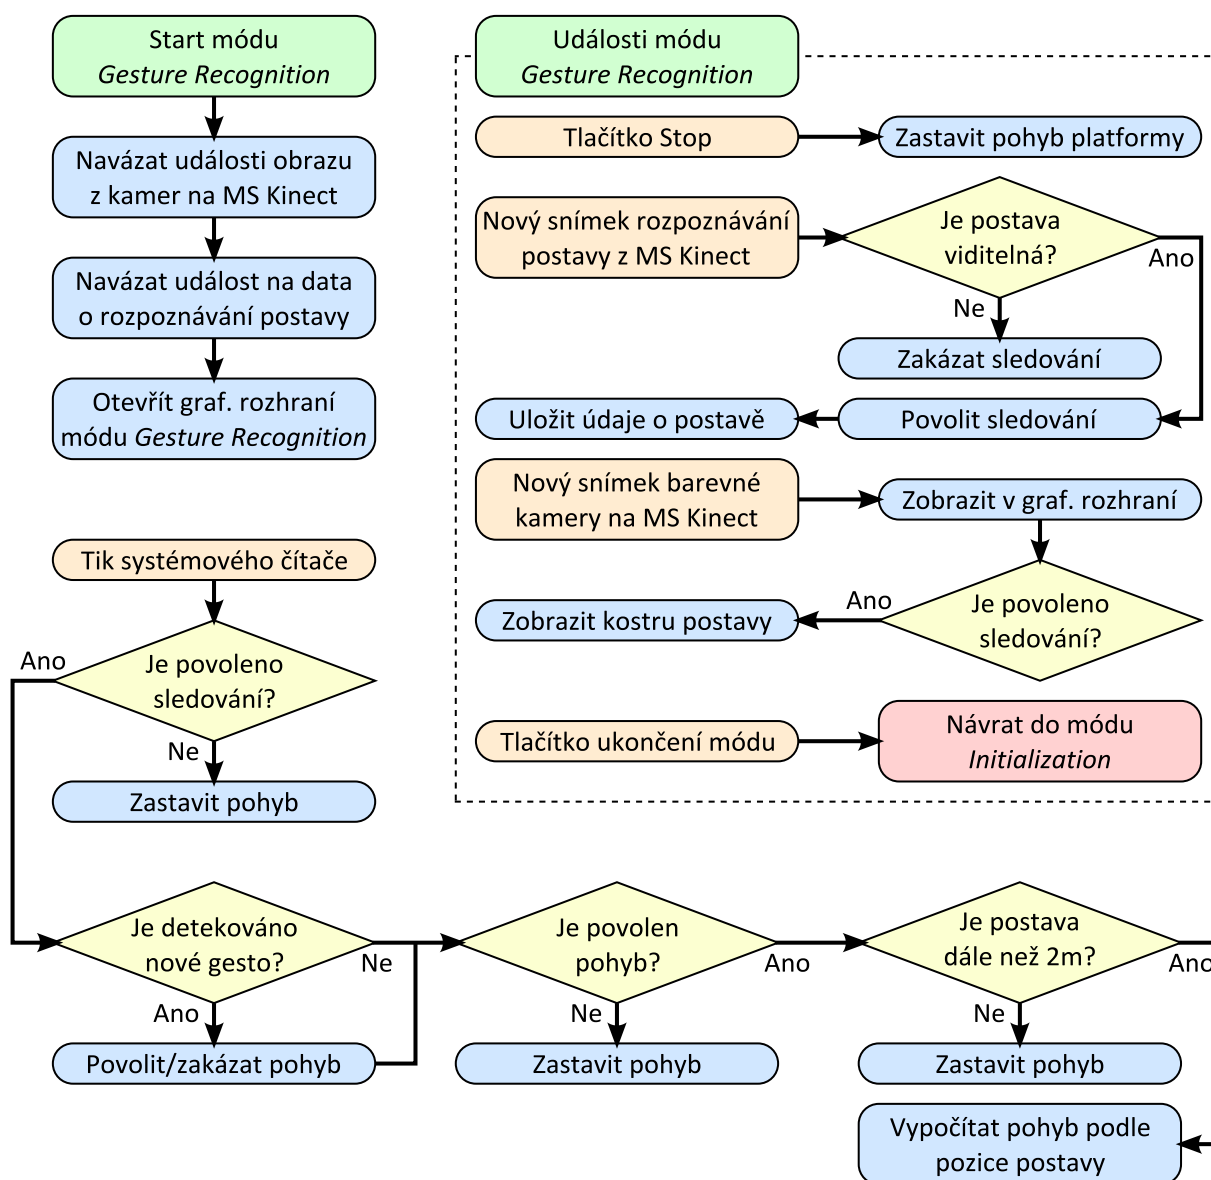 Start módu
Gesture Recognition
Navázat události obrazu
z kamer na MS Kinect
Navázat událost na data
o rozpoznávání postavy
Otevřít graf. rozhraní
módu Gesture Recognition
Události módu
Gesture Recognition
Tlačítko Stop
Zastavit pohyb platformy
Nový snímek rozpoznávání
postavy z MS Kinect
Je postava
viditelná?
Ano
Ne
Zakázat sledování
Povolit sledování
Uložit údaje o postavě
Nový snímek barevné
kamery na MS Kinect
Zobrazit v graf. rozhraní
Je povoleno
sledování?
Ano
Zobrazit kostru postavy
Tlačítko ukončení módu
Návrat do módu
Initialization
Tik systémového čítače
Je povoleno
sledování?
Ano
Ne
Zastavit pohyb
Je detekováno
nové gesto?
Ne
Ano
Povolit/zakázat pohyb
Je povolen
pohyb?
Ano
Ne
Zastavit pohyb
Je postava
dále než 2m?
Ano
Ne
Zastavit pohyb
Vypočítat pohyb podle
pozice postavy